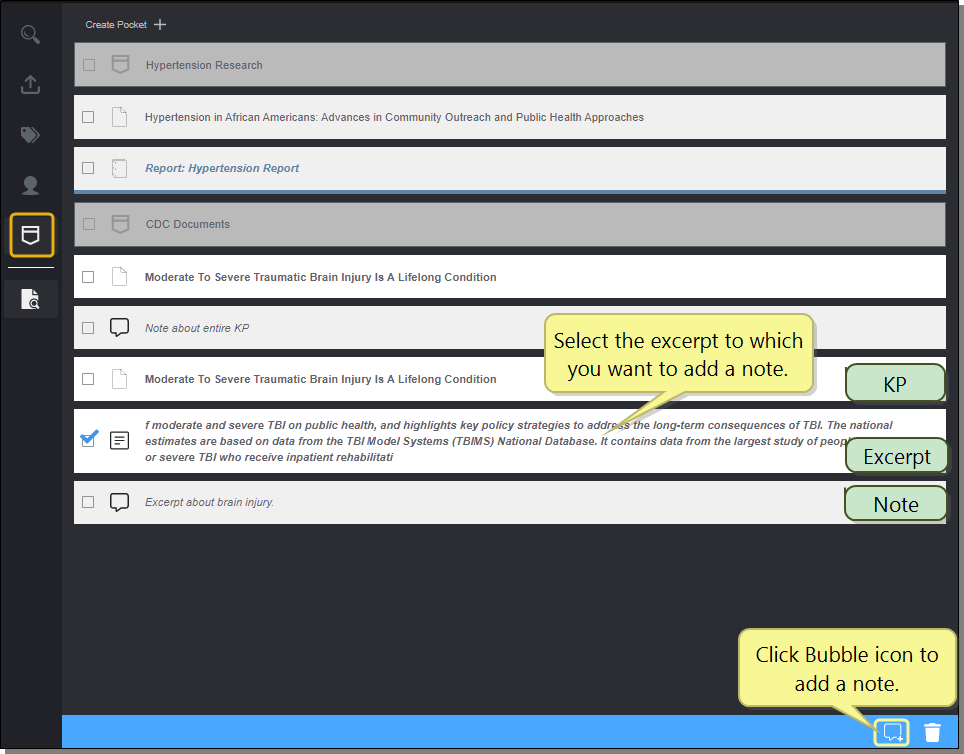 Create Pocket
Hypertension Research
Hypertension in African Americans: Advances in Community Outreach and Public Health Approaches
Report: Hypertension Report
CDC Documents
Moderate To Severe Traumatic Brain Injury Is A Lifelong Condition
Note about entire KP
Select the excerpt to which
you want to add a note.
Moderate To Severe Traumatic Brain Injury Is A Lifelong Condition
KP
f moderate and severe TBI on public health, and highlights key policy strategies to address the long-term consequences of TBI. The national
estimates are based on data from the TBI Model Systems (TBIMS) National Database. It contains data from the largest study of
or severe TBI who receive inpatient rehabilitati
Excerpt
Excerpt about brain injury.
Note
Click Bubble icon to
add a note.